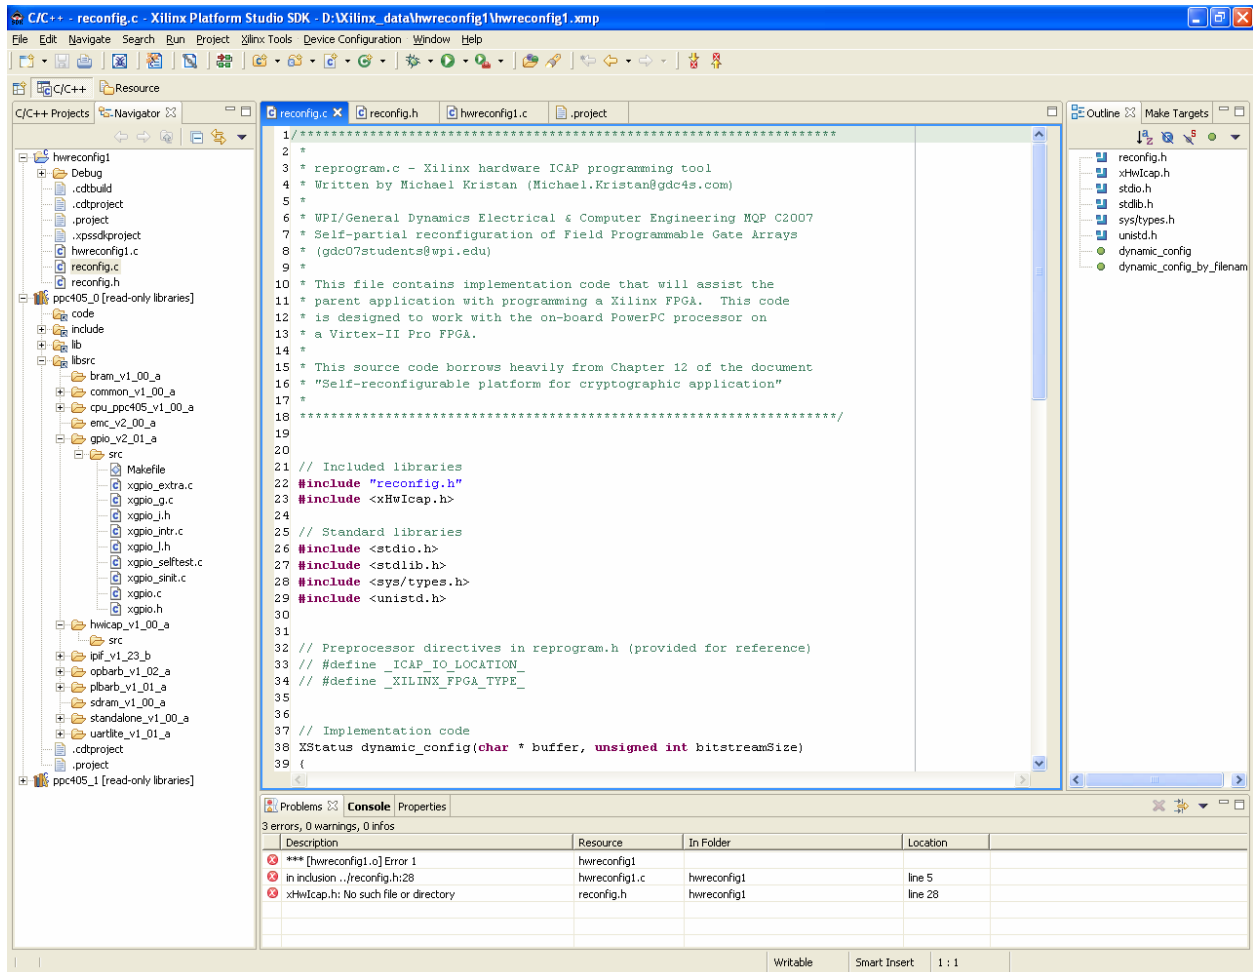 C/C++ - reconfig.c - Xilinx Platform Studio SDK - D:\Xilinx_data\hwreconfig1\hwreconfig1.xmp
File Edit Navigate Search Run Project Xilinx Tools Device Configuration Window Help
C/C++ Resource
C/C++ Projects Navigator
hwreconfig1
Debug
.cdtbuild
.cdtproject
.project
.xpssdkproject
hwreconfig1.c
reconfig.c
reconfig.h
ppc405_0 [read-only libraries]
code
include
lib
libsrc
bram_v1_00_a
common_v1_00_a
cpu_ppc405_v1_00_a
emc_v2_00_a
gpio_v2_01_a
src
Makefile
xgpio_extra.c
xgpio_g.c
xgpio_i.h
xgpio_intr.c
xgpio_l.h
xgpio_selftest.c
xgpio_sinit.c
xgpio.c
xgpio.h
hwicap_v1_00_a
src
ipif_v1_23_b
opbarb_v1_02_a
plbarb_v1_01_a
sdram_v1_00_a
standalone_v1_00_a
uartlite_v1_01_a
.cdtproject
.project
ppc405_1 [read-only libraries]
reconfig.c reconfig.h hwreconfig1.c .project
1 /*********************************************************************
2 *
3 * reprogram.c - Xilinx hardware ICAP programming tool
4 * Written by Michael Kristan (Michael.Kristan@gdc4s.com)
5 *
6 * WPI/General Dynamics Electrical & Computer Engineering MQP C2007
7 * Self-partial reconfiguration of Field Programmable Gate Arrays
8 * (gdc07students@wpi.edu)
9 *
10 * This file contains implementation code that will assist the
11 * parent application with programming a Xilinx FPGA.  This code
12 * is designed to work with the on-board PowerPC processor on
13 * a Virtex-II Pro FPGA.
14 *
15 * This source code borrows heavily from Chapter 12 of the document
16 * "Self-reconfigurable platform for cryptographic application"
17 *
18 *********************************************************************/
19
20
21 // Included libraries
22 #include "reconfig.h"
23 #include <xHwIcap.h>
24
25 // Standard libraries
26 #include <stdio.h>
27 #include <stdlib.h>
28 #include <sys/types.h>
29 #include <unistd.h>
30
31
32 // Preprocessor directives in reprogram.h (provided for reference)
33 // #define _ICAP_IO_LOCATION_
34 // #define _XILINX_FPGA_TYPE_
35
36
37 // Implementation code
38 XStatus dynamic_config(char * buffer, unsigned int bitstreamSize)
39 {
Outline Make Targets
reconfig.h
xHwIcap.h
stdio.h
stdlib.h
sys/types.h
unistd.h
dynamic_config
dynamic_config_by_filenam
Problems Console Properties
3 errors, 0 warnings, 0 infos
Description Resource In Folder Location
*** [hwreconfig1.o] Error 1 hwreconfig1
in inclusion ../reconfig.h:28 hwreconfig1.c hwreconfig1 line 5
xHwIcap.h: No such file or directory reconfig.h hwreconfig1 line 28
Writable Smart Insert 1 : 1